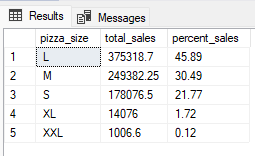 Results Messages
pizza_size total_sales percent_sales
1 L 375318.7 45.89
2 M 249382.25 30.49
3 S 178076.5 21.77
4 XL 14076 1.72
5 XXL 1006.6 0.12